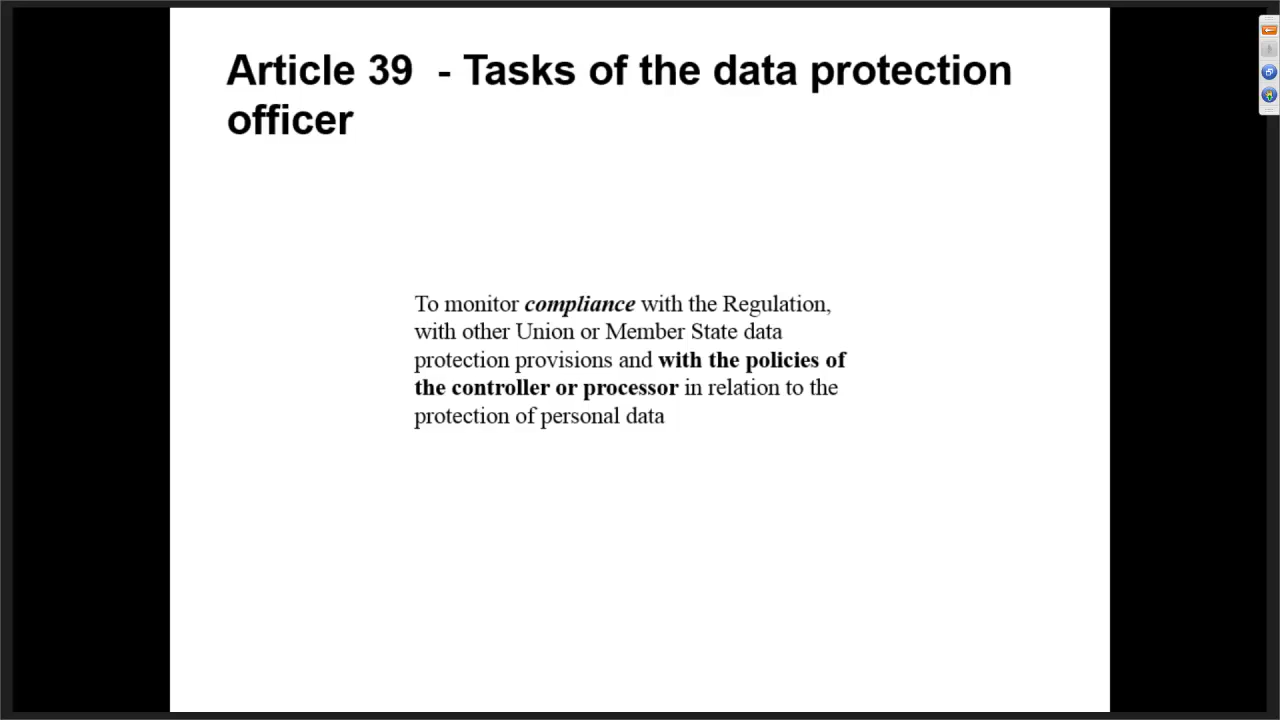 Article 39  - Tasks of the data protection
officer
To monitor compliance with the Regulation,
with other Union or Member State data
protection provisions and with the policies of
the controller or processor in relation to the
protection of personal data